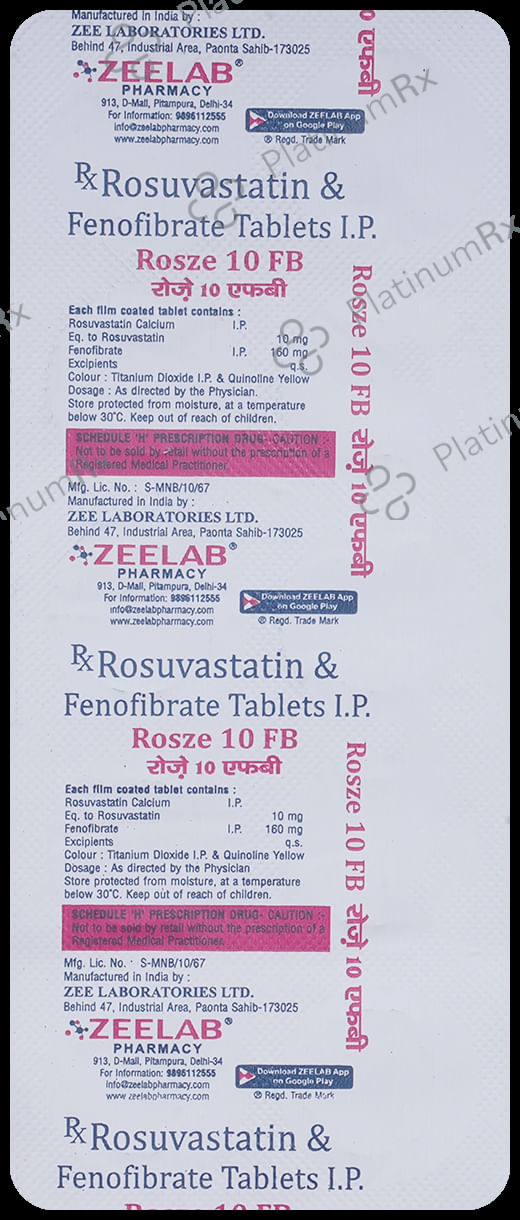 Manufactured in India by :
ZEE LABORATORIES LTD.
Behind 47, Industrial Area, Paonta Sahib-173025
ZEELAB®
PHARMACY
913, D-Mall, Pitampura, Delhi-34
For Information: 9896112555
info@zeelabpharmacy.com
www.zeelabpharmacy.com
Download ZEELAB App
on Google Play
® Regd. Trade Mark
10 एफबी
PlatinumRx
Rx Rosuvastatin &
Fenofibrate Tablets I.P.
Rosze 10 FB
रोज़े 10 एफबी
Each film coated tablet contains :
Rosuvastatin Calcium I.P.
Eq. to Rosuvastatin 10 mg
Fenofibrate I.P. 160 mg
Excipients q.s.
Colour : Titanium Dioxide I.P. & Quinoline Yellow
Dosage : As directed by the Physician.
Store protected from moisture, at a temperature
below 30°C. Keep out of reach of children.
SCHEDULE 'H' PRESCRIPTION DRUG- CAUTION :-
Not to be sold by retail without the prescription of a
Registered Medical Practitioner.
Mfg. Lic. No. : S-MNB/10/67
Manufactured in India by :
ZEE LABORATORIES LTD.
Behind 47, Industrial Area, Paonta Sahib-173025
ZEELAB®
PHARMACY
913, D-Mall, Pitampura, Delhi-34
For Information: 9896112555
info@zeelabpharmacy.com
www.zeelabpharmacy.com
Download ZEELAB App
on Google Play
® Regd. Trade Mark
Rosze 10 FB रोज़े 10 एफबी
PlatinumRx
Rx
Platin
numRx
Rx Rosuvastatin &
Fenofibrate Tablets I.P.
Rosze 10 FB
रोज़े 10 एफबी
Each film coated tablet contains :
Rosuvastatin Calcium I.P.
Eq. to Rosuvastatin 10 mg
Fenofibrate I.P. 160 mg
Excipients q.s.
Colour : Titanium Dioxide I.P. & Quinoline Yellow
Dosage : As directed by the Physician
Store protected from moisture, at a temperature
below 30°C. Keep out of reach of children.
SCHEDULE 'H' PRESCRIPTION DRUG- CAUTION :-
Not to be sold by retail without the prescription of a
Registered Medical Practitioner.
Mfg. Lic. No. : S-MNB/10/67
Manufactured in India by :
ZEE LABORATORIES LTD.
Behind 47, Industrial Area, Paonta Sahib-173025
ZEELAB®
PHARMACY
913, D-Mall, Pitampura, Delhi-34
For Information: 9896112555
info@zeelabpharmacy.com
www.zeelabpharmacy.com
Download ZEELAB App
on Google Play
® Regd. Trade Mark
Rosze 10 FB रोज़े 10 एफबी
Rx Rosuvastatin &
Fenofibrate Tablets I.P.
Rosze 10 FB